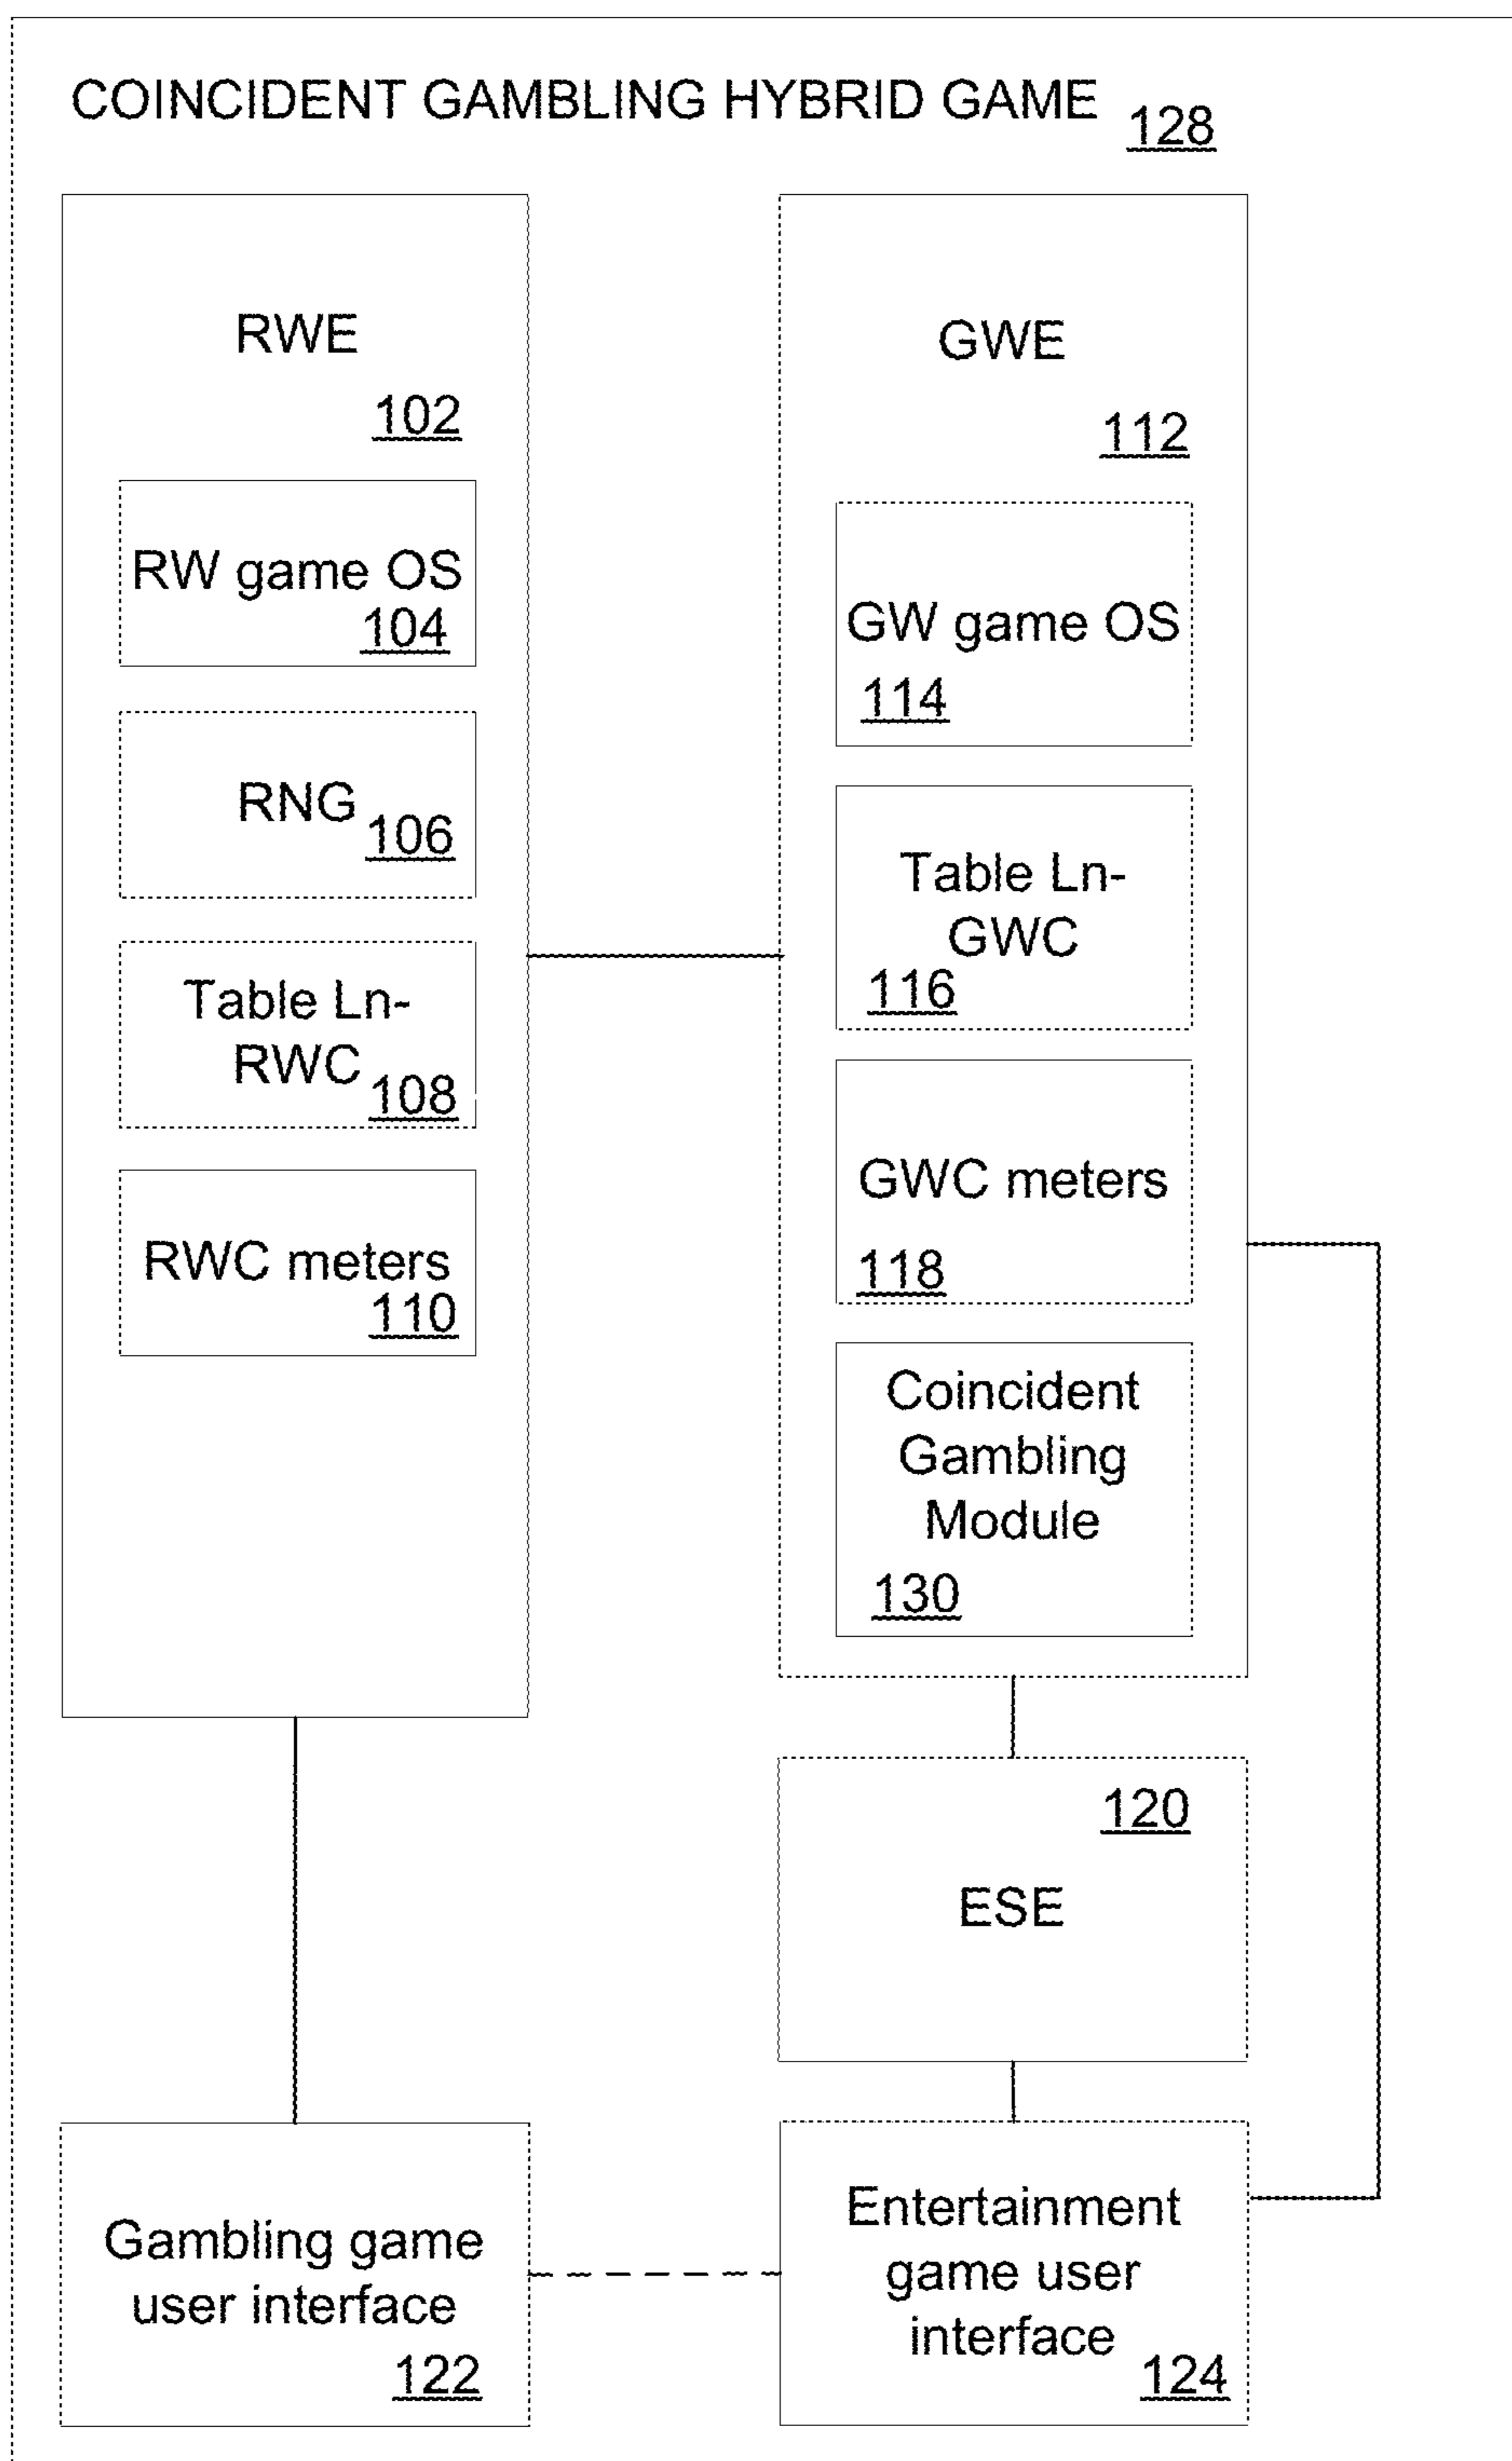 COINCIDENT GAMBLING HYBRID GAME 128
RWE
102
RW game OS
104
RNG 106
Table Ln-
RWC 108
RWC meters
110
GWE
112
GW game OS
114
Table Ln-
GWC
116
GWC meters
118
Coincident
Gambling
Module
130
120
ESE
Gambling game
user interface
122
Entertainment
game user
interface
124